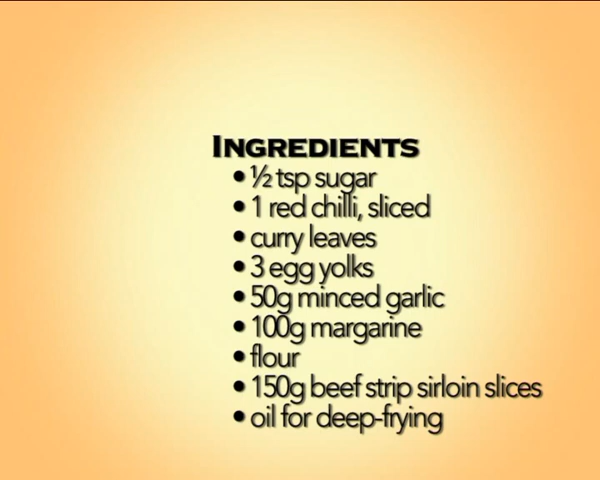 INGREDIENTS
• ½ tsp sugar
• 1 red chilli, sliced
• curry leaves
• 3 egg yolks
• 50g minced garlic
• 100g margarine
• flour
• 150g beef strip sirloin slices
• oil for deep-frying